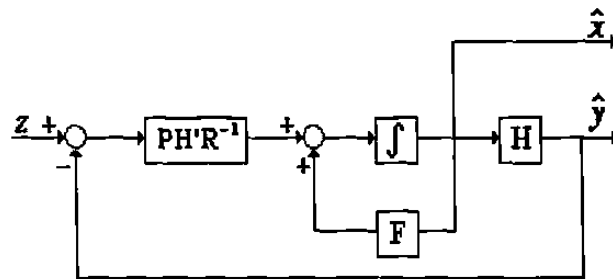 x̂
ŷ
z + PH'R⁻¹ + ∫ H
− +
F